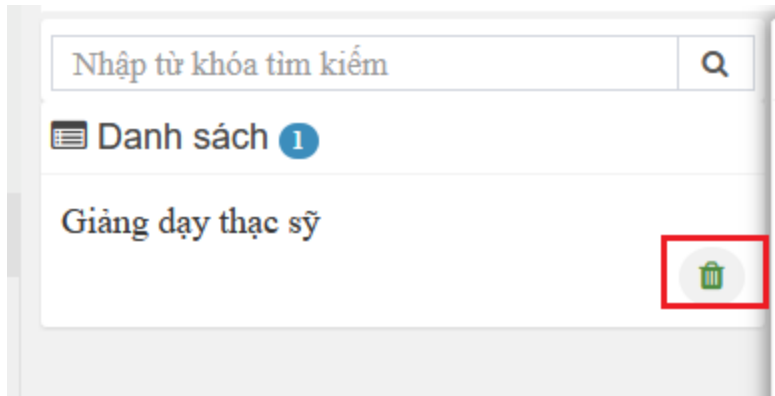 Nhập từ khóa tìm kiếm
Danh sách 1
Giảng dạy thạc sỹ